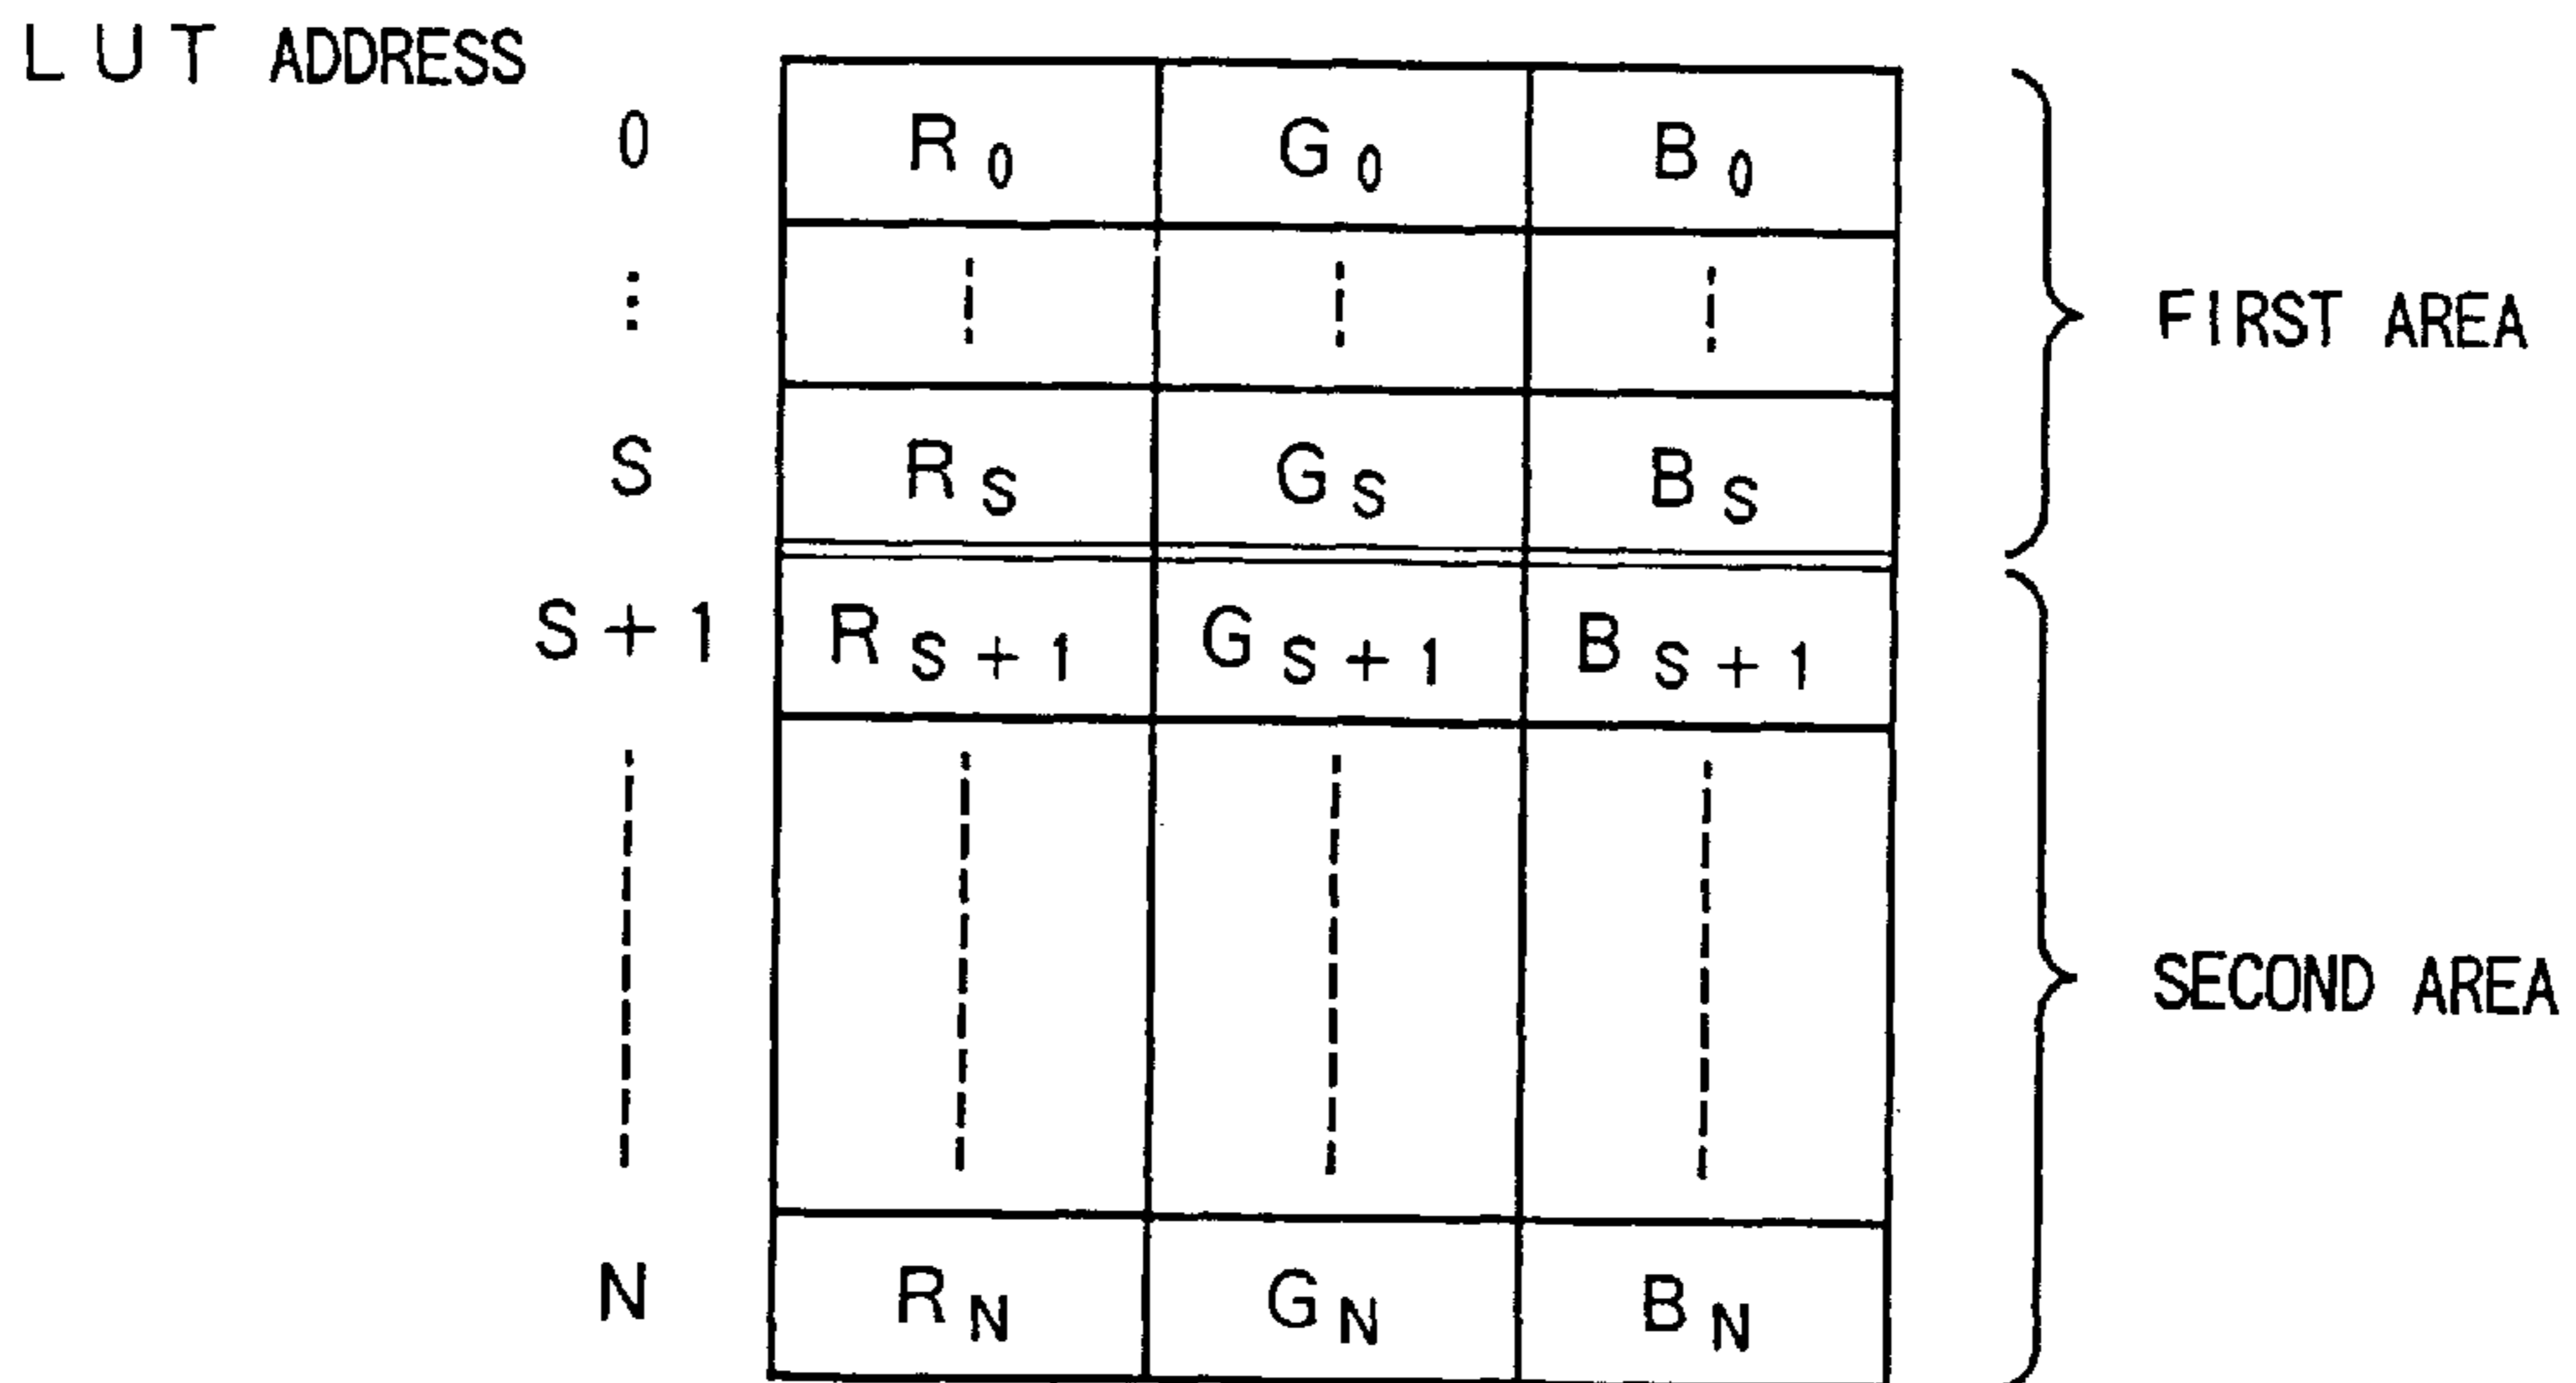 LUT ADDRESS
0 R0 G0 B0
⋮
FIRST AREA
S RS GS BS
S+1 RS+1 GS+1 BS+1
SECOND AREA
N RN GN BN